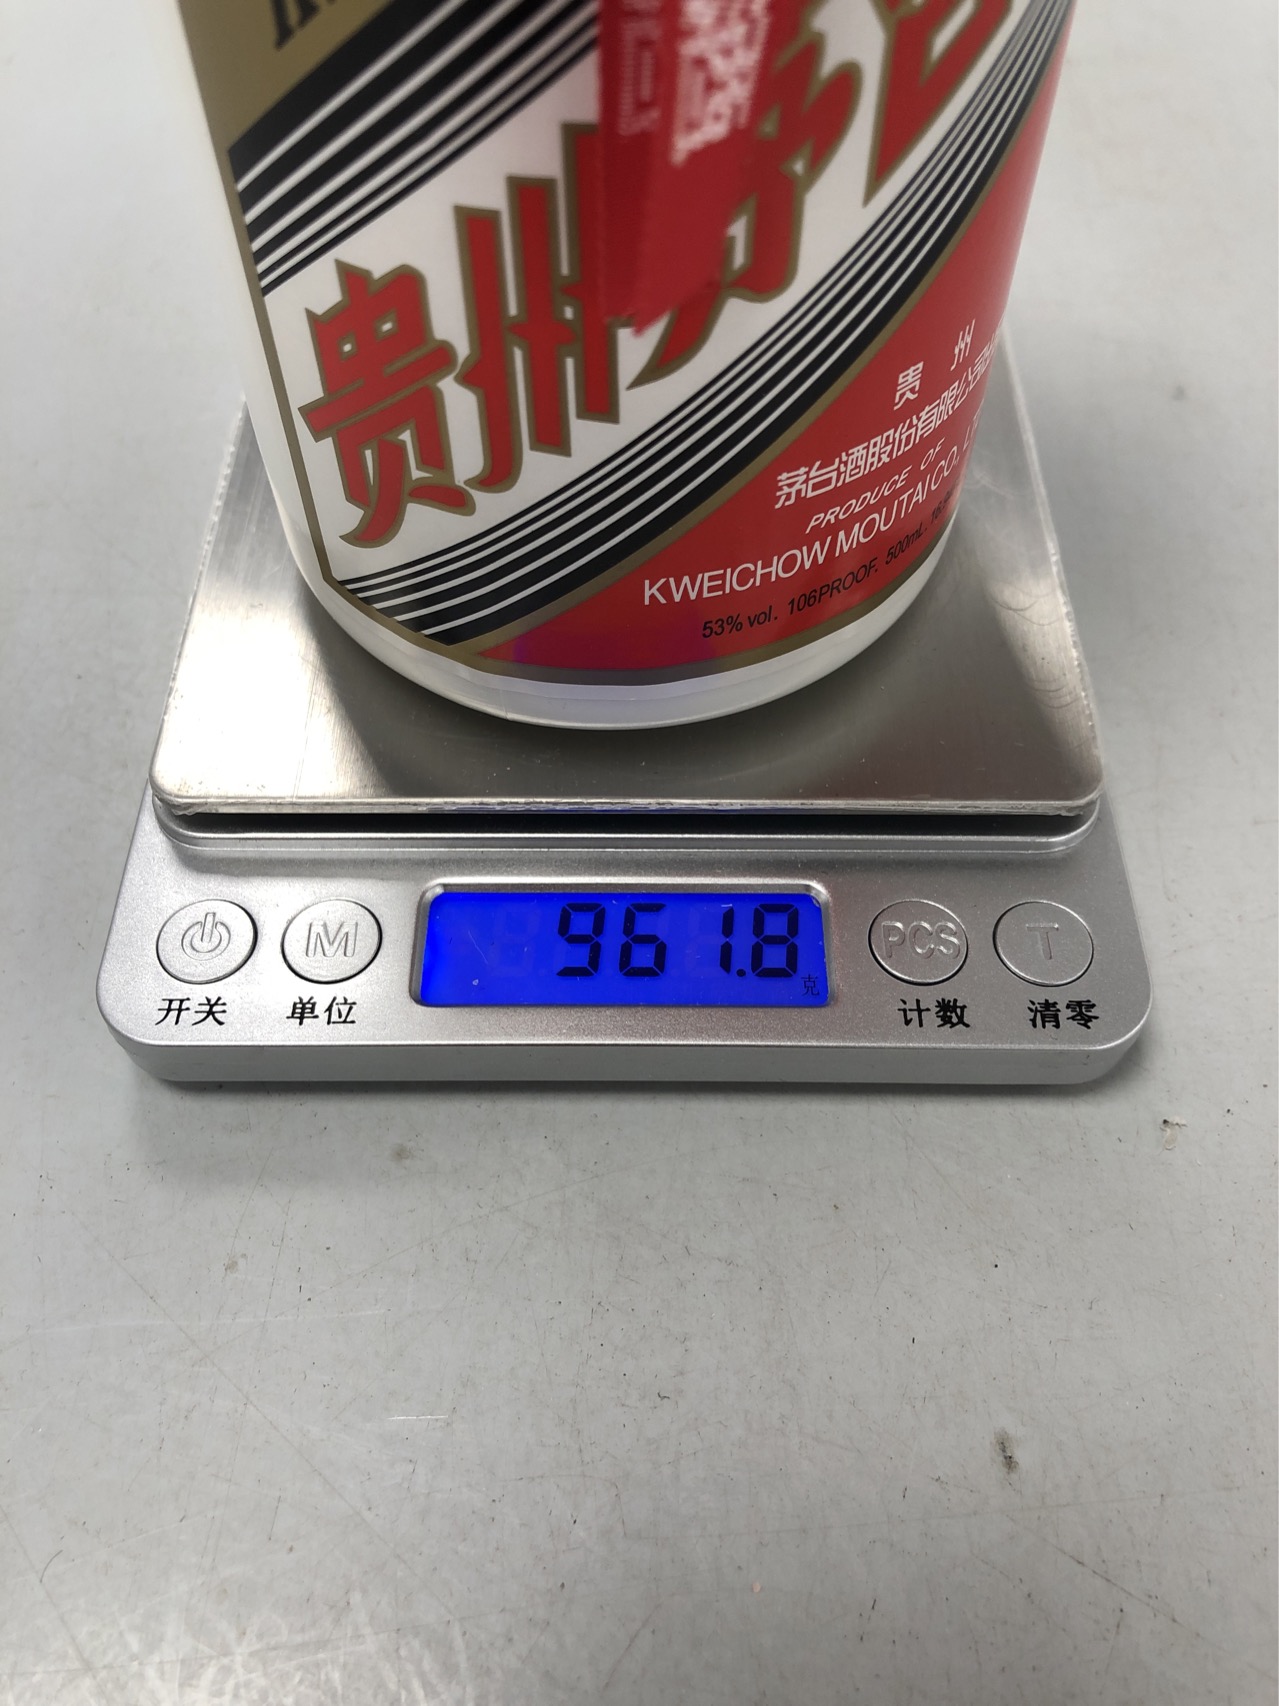 贵州茅台
贵 州
茅台酒股份有限公司
PRODUCE OF
KWEICHOW MOUTAI CO.,
53% vol. 106PROOF. 500mL.
961.8
克
M
PCS
T
开关
单位
计数
清零